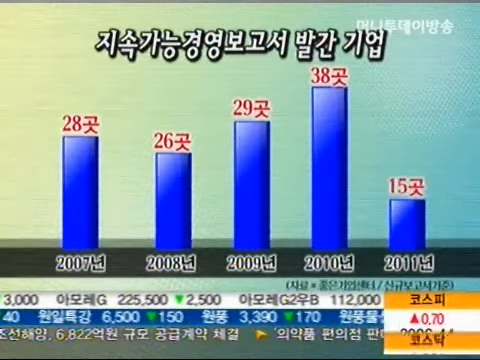 머니투데이방송
지속가능경영보고서 발간 기업
28곳
26곳
29곳
38곳
15곳
2007년
2008년
2009년
2010년
2011년
(자료 = 좋은기업센터 / 신규보고서기준)
3,000 아모레G 225,500 ▼2,500 아모레G2우B 112,000
코스피
40 원일특강 6,500 ▼150 원풍 3,390 ▼170 원풍물산
▲0.70
조선해양, 6,822억원 규모 공급계약 체결 ▶ '의약품 편의점 판매
코스닥